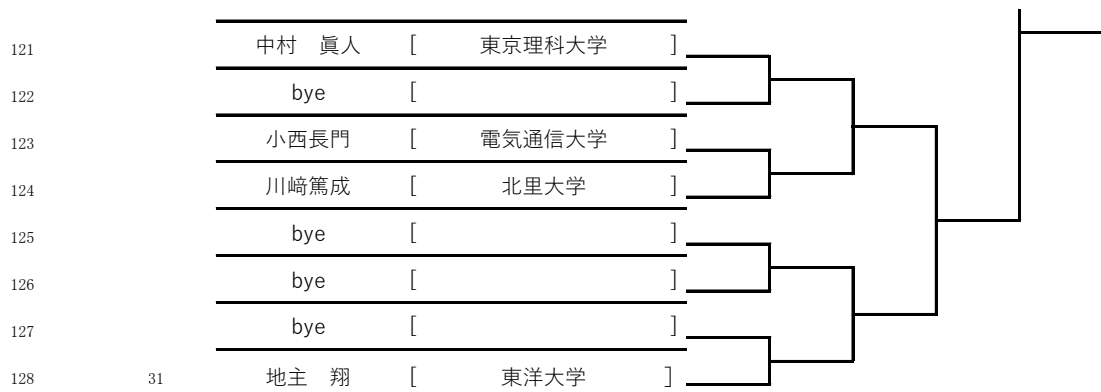 121 中村　眞人 [ 東京理科大学 ]
122 bye [ ]
123 小西長門 [ 電気通信大学 ]
124 川﨑篤成 [ 北里大学 ]
125 bye [ ]
126 bye [ ]
127 bye [ ]
128 31 地主　翔 [ 東洋大学 ]